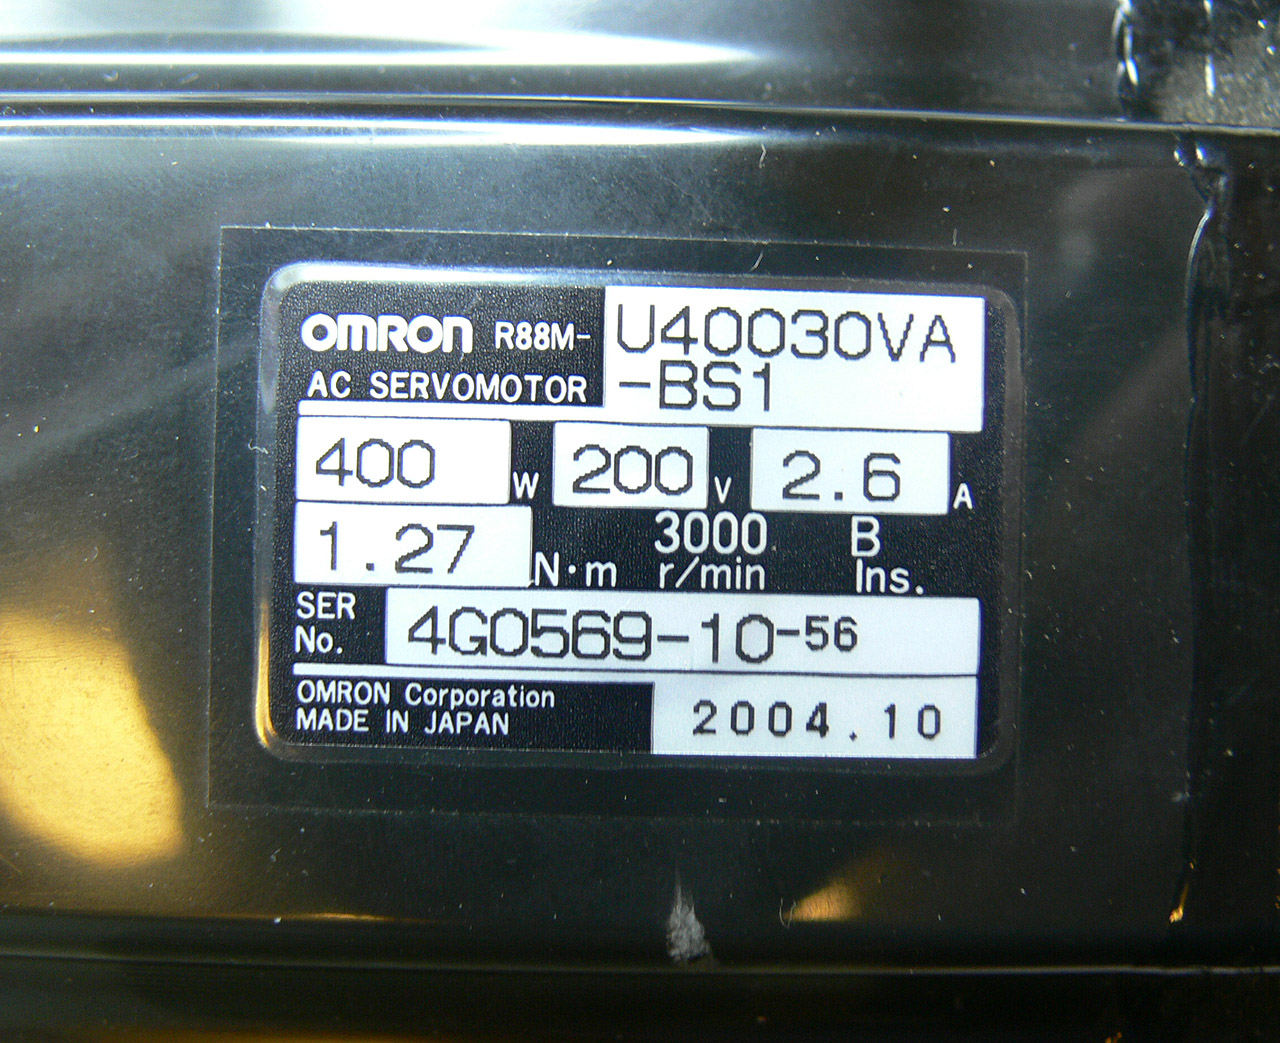 OMRON R88M- U40030VA
AC SERVOMOTOR -BS1
400 W 200 V 2.6 A
1.27 N·m 3000 r/min B Ins.
SER No. 4G0569-10-56
OMRON Corporation
MADE IN JAPAN 2004.10